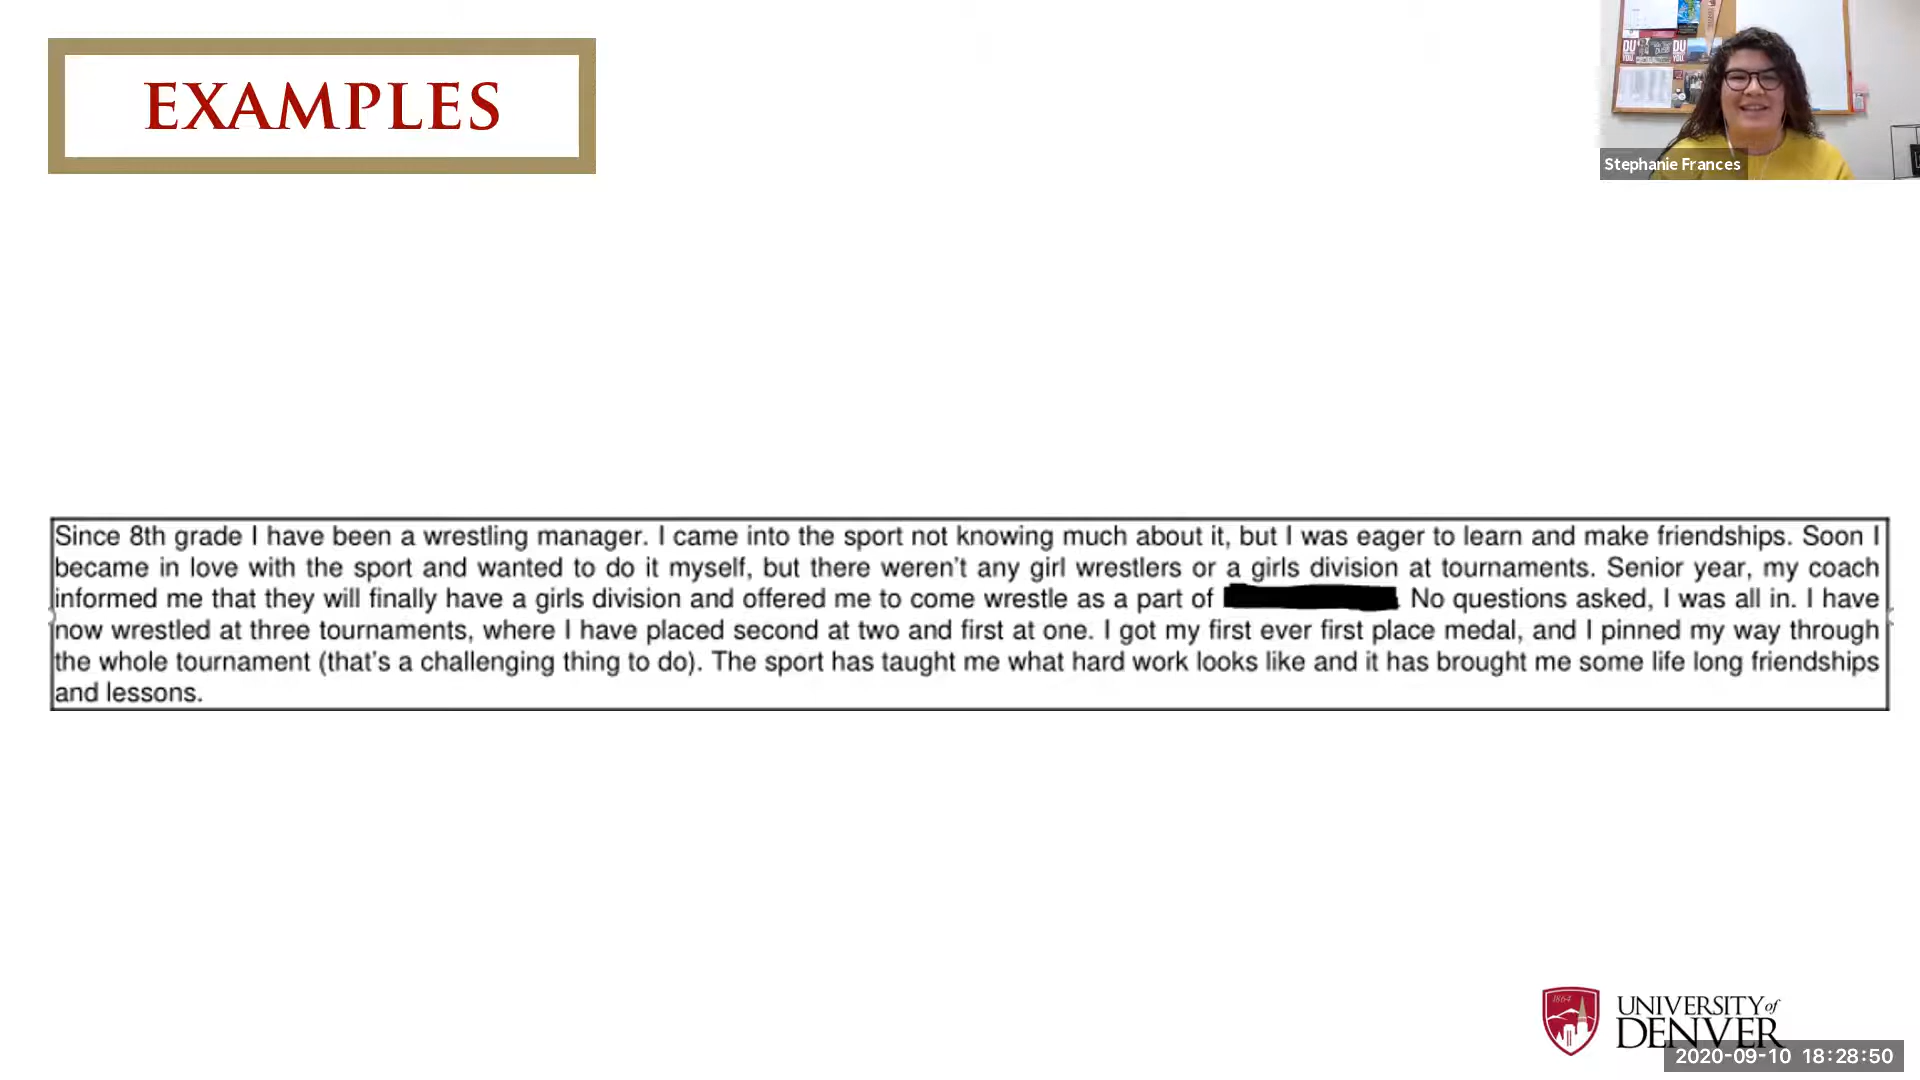 EXAMPLES
DU
YOU.
DU
YOU.
Stephanie Frances
Since 8th grade I have been a wrestling manager. I came into the sport not knowing much about it, but I was eager to learn and make friendships. Soon I
became in love with the sport and wanted to do it myself, but there weren't any girl wrestlers or a girls division at tournaments. Senior year, my coach
informed me that they will finally have a girls division and offered me to come wrestle as a part of No questions asked, I was all in. I have
now wrestled at three tournaments, where I have placed second at two and first at one. I got my first ever first place medal, and I pinned my way through
the whole tournament (that's a challenging thing to do). The sport has taught me what hard work looks like and it has brought me some life long friendships
and lessons.
1864
UNIVERSITY of
DENVER
2020-09-10 18:28:50